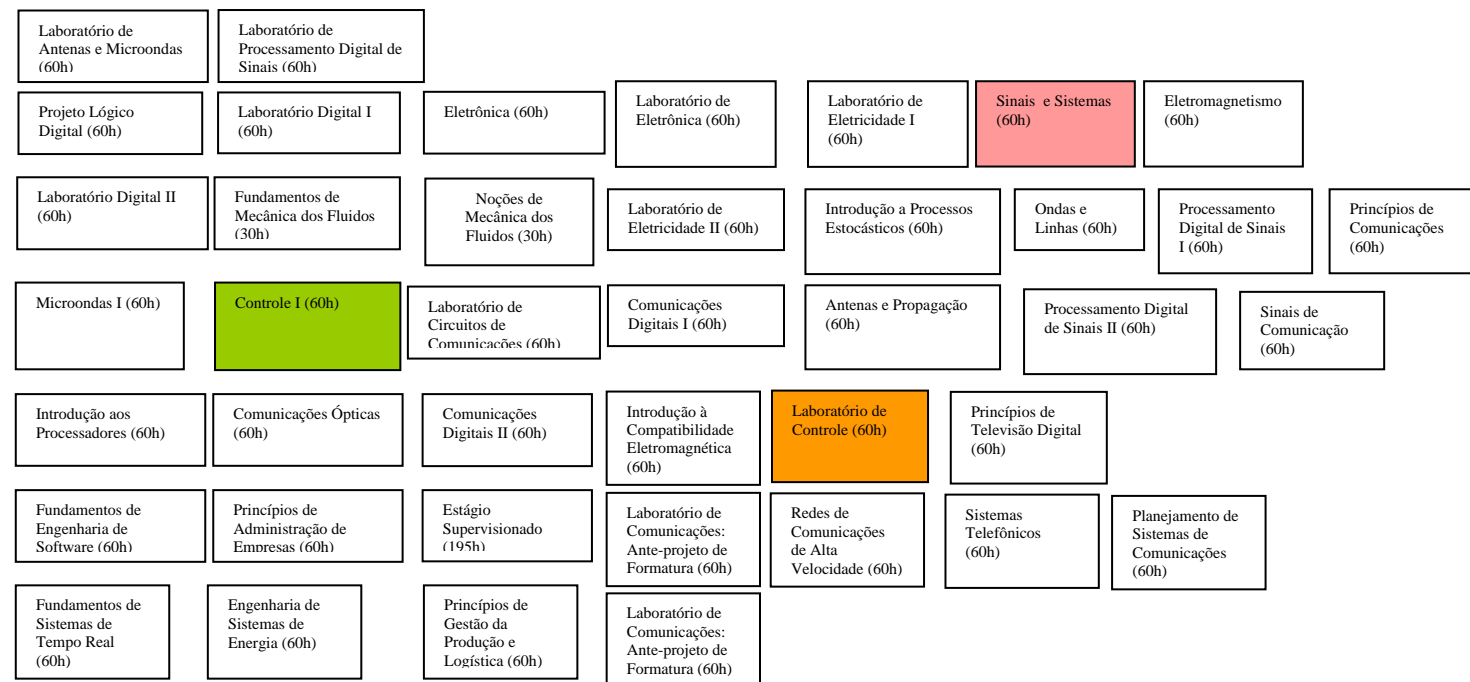 Laboratório de
Antenas e Microondas
(60h)
Laboratório de
Processamento Digital de
Sinais (60h)
Projeto Lógico
Digital (60h)
Laboratório Digital I
(60h)
Eletrônica (60h)
Laboratório de
Eletrônica (60h)
Laboratório de
Eletricidade I
(60h)
Sinais e Sistemas
(60h)
Eletromagnetismo
(60h)
Laboratório Digital II
(60h)
Fundamentos de
Mecânica dos Fluidos
(30h)
Noções de
Mecânica dos
Fluidos (30h)
Laboratório de
Eletricidade II (60h)
Introdução a Processos
Estocásticos (60h)
Ondas e
Linhas (60h)
Processamento
Digital de Sinais
I (60h)
Princípios de
Comunicações
(60h)
Microondas I (60h)
Controle I (60h)
Laboratório de
Circuitos de
Comunicações (60h)
Comunicações
Digitais I (60h)
Antenas e Propagação
(60h)
Processamento Digital
de Sinais II (60h)
Sinais de
Comunicação
(60h)
Introdução aos
Processadores (60h)
Comunicações Ópticas
(60h)
Comunicações
Digitais II (60h)
Introdução à
Compatibilidade
Eletromagnética
(60h)
Laboratório de
Controle (60h)
Princípios de
Televisão Digital
(60h)
Fundamentos de
Engenharia de
Software (60h)
Princípios de
Administração de
Empresas (60h)
Estágio
Supervisionado
(195h)
Laboratório de
Comunicações:
Ante-projeto de
Formatura (60h)
Redes de
Comunicações
de Alta
Velocidade (60h)
Sistemas
Telefônicos
(60h)
Planejamento de
Sistemas de
Comunicações
(60h)
Fundamentos de
Sistemas de
Tempo Real
(60h)
Engenharia de
Sistemas de
Energia (60h)
Princípios de
Gestão da
Produção e
Logística (60h)
Laboratório de
Comunicações:
Ante-projeto de
Formatura (60h)